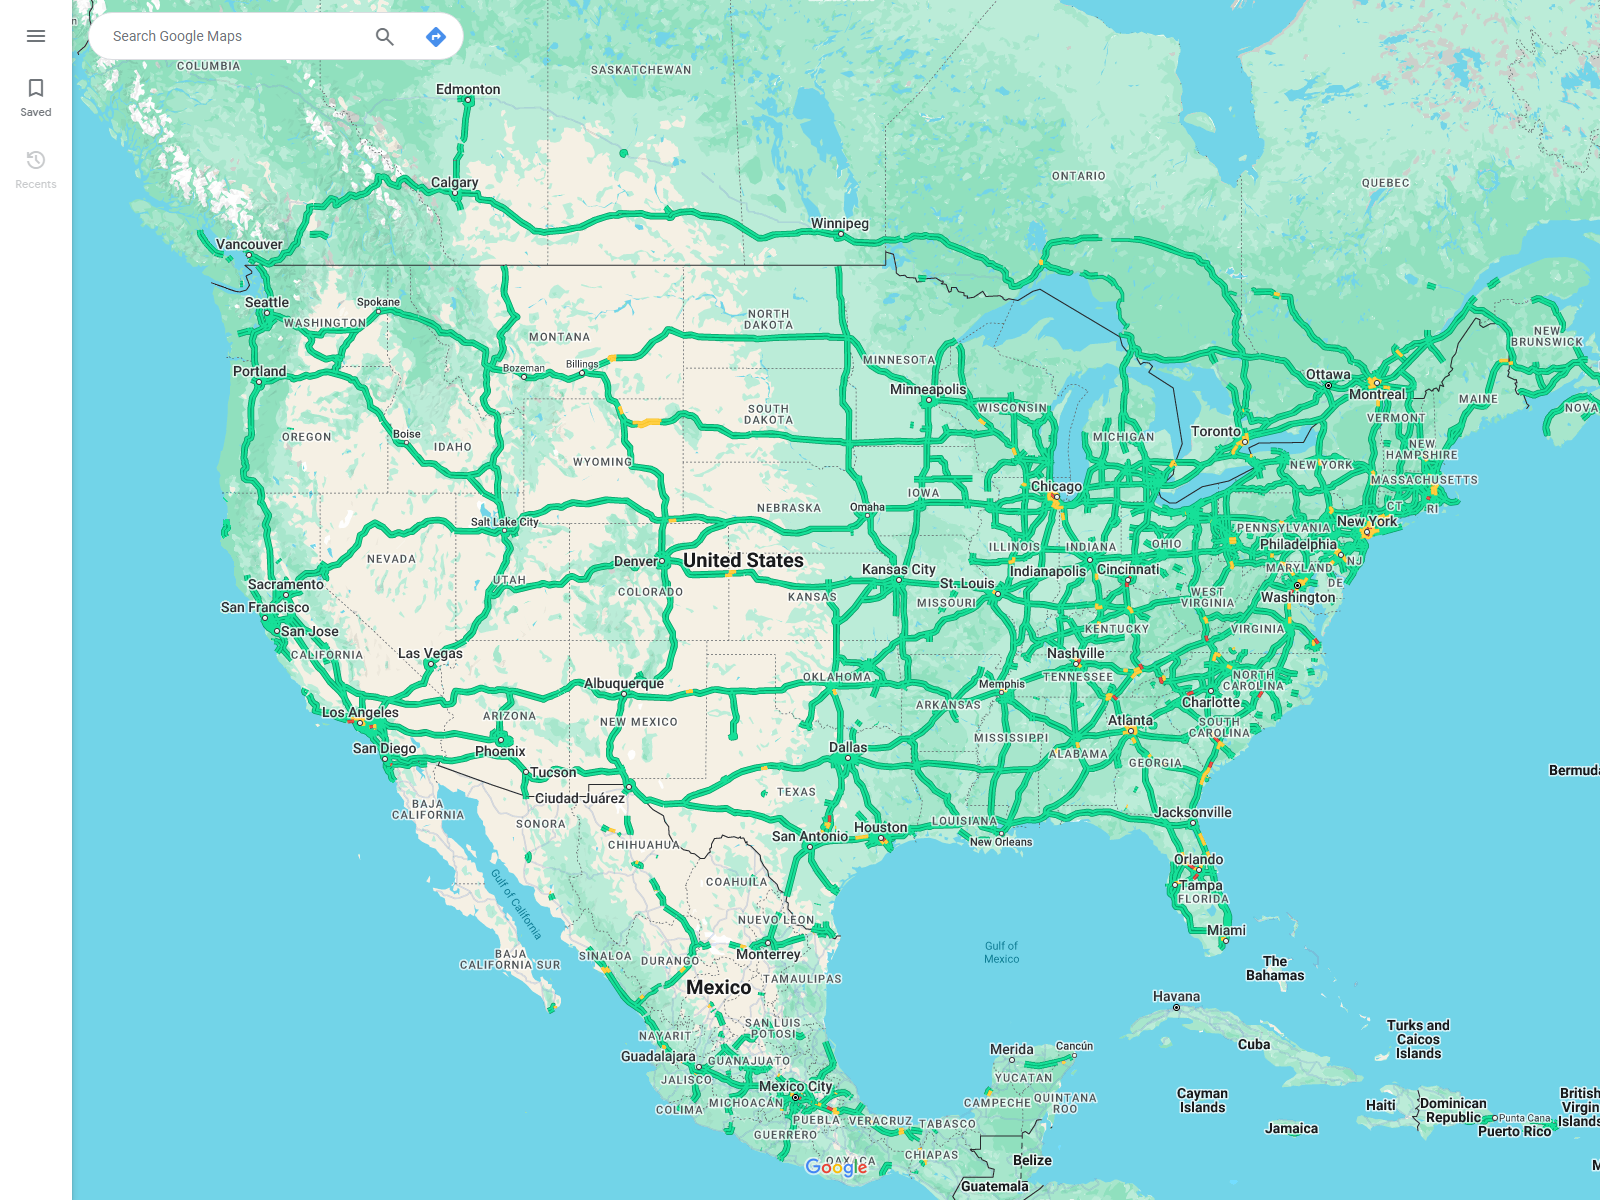 Search Google Maps
Saved
Recents
COLUMBIA
SASKATCHEWAN
Edmonton
ONTARIO
QUEBEC
Calgary
Winnipeg
Vancouver
Seattle
Spokane
WASHINGTON
MONTANA
NORTH
DAKOTA
NEW
BRUNSWICK
MINNESOTA
Portland
Bozeman
Billings
Minneapolis
Ottawa
Montreal
MAINE
NOVA
SOUTH
DAKOTA
WISCONSIN
VERMONT
Toronto
MICHIGAN
NEW
HAMPSHIRE
OREGON
Boise
IDAHO
WYOMING
NEW YORK
MASSACHUSETTS
Chicago
IOWA
CT
RI
NEBRASKA
Omaha
Salt Lake City
New York
PENNSYLVANIA
Philadelphia
NEVADA
Denver
United States
ILLINOIS
INDIANA
OHIO
NJ
MARYLAND
UTAH
Kansas City
St. Louis
Indianapolis
Cincinnati
DE
Sacramento
COLORADO
KANSAS
MISSOURI
WEST
VIRGINIA
Washington
San Francisco
San Jose
KENTUCKY
VIRGINIA
CALIFORNIA
Las Vegas
Nashville
TENNESSEE
NORTH
CAROLINA
Albuquerque
OKLAHOMA
Memphis
ARKANSAS
Charlotte
Los Angeles
ARIZONA
NEW MEXICO
Atlanta
SOUTH
CAROLINA
San Diego
Phoenix
Dallas
MISSISSIPPI
ALABAMA
GEORGIA
Tucson
Bermuda
Ciudad Juárez
TEXAS
BAJA
CALIFORNIA
SONORA
San Antonio
Houston
LOUISIANA
Jacksonville
New Orleans
CHIHUAHUA
Orlando
COAHUILA
Tampa
FLORIDA
Gulf of California
NUEVO LEON
Miami
Gulf of
Mexico
BAJA
CALIFORNIA SUR
SINALOA
DURANGO
Monterrey
The
Bahamas
Mexico
TAMAULIPAS
Havana
NAYARIT
SAN LUIS
POTOSI
Turks and
Caicos
Islands
Guadalajara
GUANAJUATO
Merida
Cancún
Cuba
JALISCO
Mexico City
YUCATAN
COLIMA
MICHOACÁN
CAMPECHE
QUINTANA
ROO
Cayman
Islands
Haiti
Dominican
Republic
Punta Cana
British
Virgin
Islands
PUEBLA
VERACRUZ
TABASCO
Jamaica
Puerto Rico
GUERRERO
OAXACA
Google
CHIAPAS
Belize
Guatemala